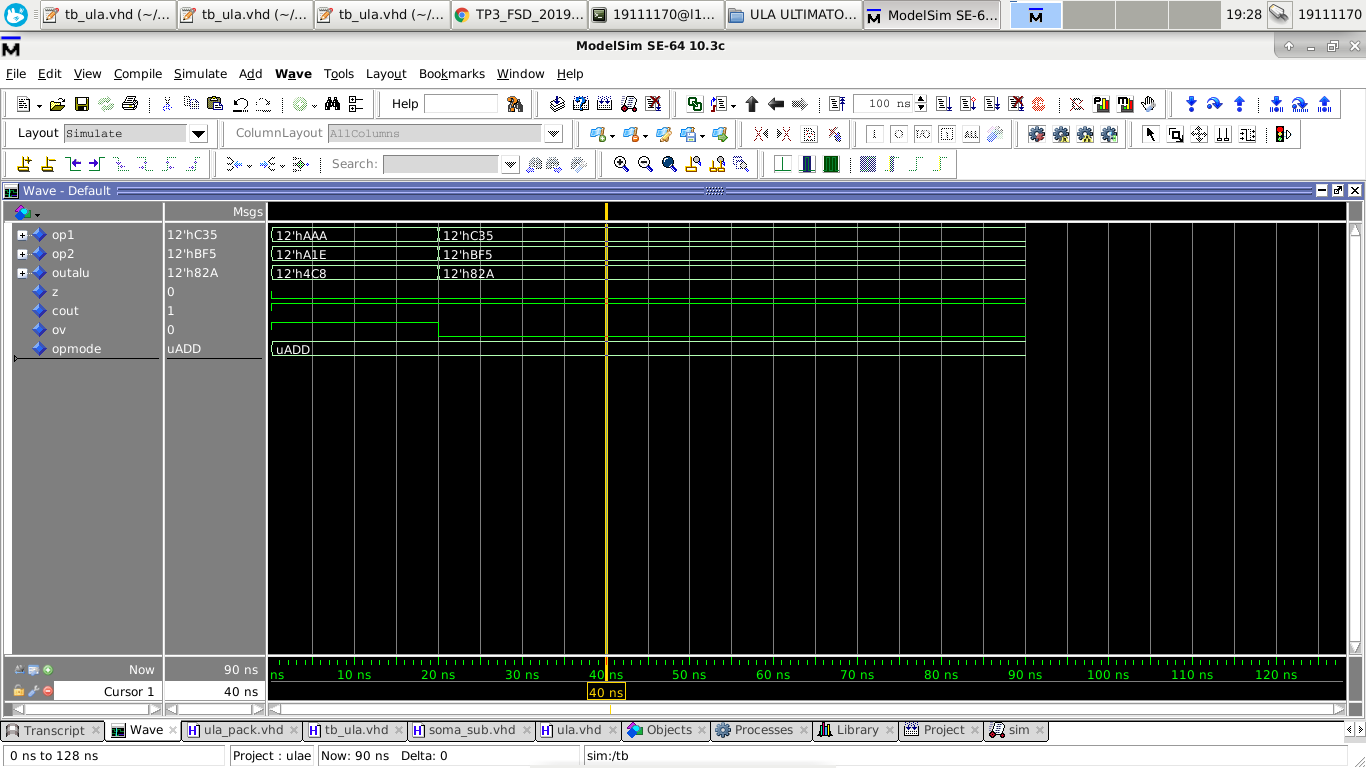 tb_ula.vhd (~/... tb_ula.vhd (~/... tb_ula.vhd (~/... TP3_FSD_2019... 19111170@l1... ULA ULTIMATO... ModelSim SE-6... 19:28 19111170
ModelSim SE-64 10.3c
File Edit View Compile Simulate Add Wave Tools Layout Bookmarks Window Help
Help 100 ns
Layout Simulate ColumnLayout AllColumns
Search:
Wave - Default
Msgs
op1 12'hC35 12'hAAA 12'hC35
op2 12'hBF5 12'hA1E 12'hBF5
outalu 12'h82A 12'h4C8 12'h82A
z 0
cout 1
ov 0
opmode uADD uADD
Now 90 ns ns 10 ns 20 ns 30 ns 40 ns 50 ns 60 ns 70 ns 80 ns 90 ns 100 ns 110 ns 120 ns
Cursor 1 40 ns 40 ns
Transcript Wave ula_pack.vhd tb_ula.vhd soma_sub.vhd ula.vhd Objects Processes Library Project sim
0 ns to 128 ns Project : ulae Now: 90 ns Delta: 0 sim:/tb